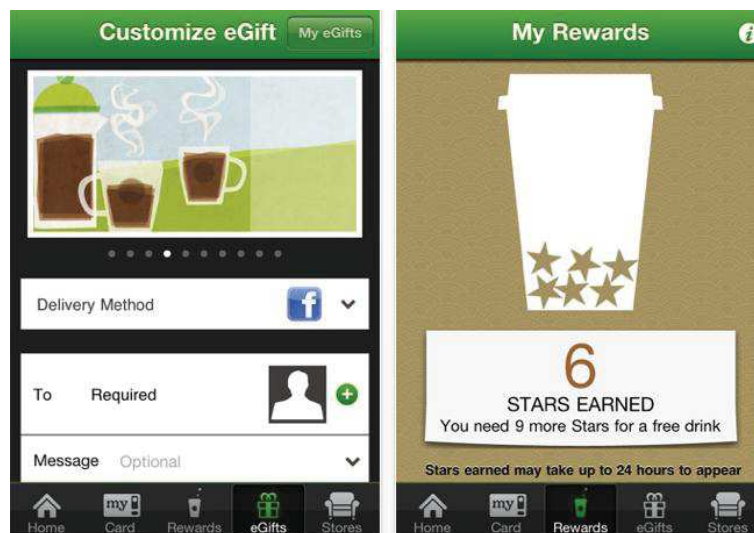 Customize eGift
My eGifts
Delivery Method
f
To Required
Message Optional
my
Home Card Rewards eGifts Stores
My Rewards
i
6
STARS EARNED
You need 9 more Stars for a free drink
Stars earned may take up to 24 hours to appear
my
Home Card Rewards eGifts Stores